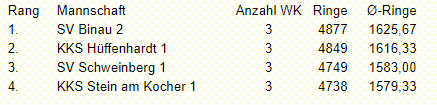 Rang Mannschaft Anzahl WK Ringe Ø-Ringe
1. SV Binau 2 3 4877 1625,67
2. KKS Hüffenhardt 1 3 4849 1616,33
3. SV Schweinberg 1 3 4749 1583,00
4. KKS Stein am Kocher 1 3 4738 1579,33